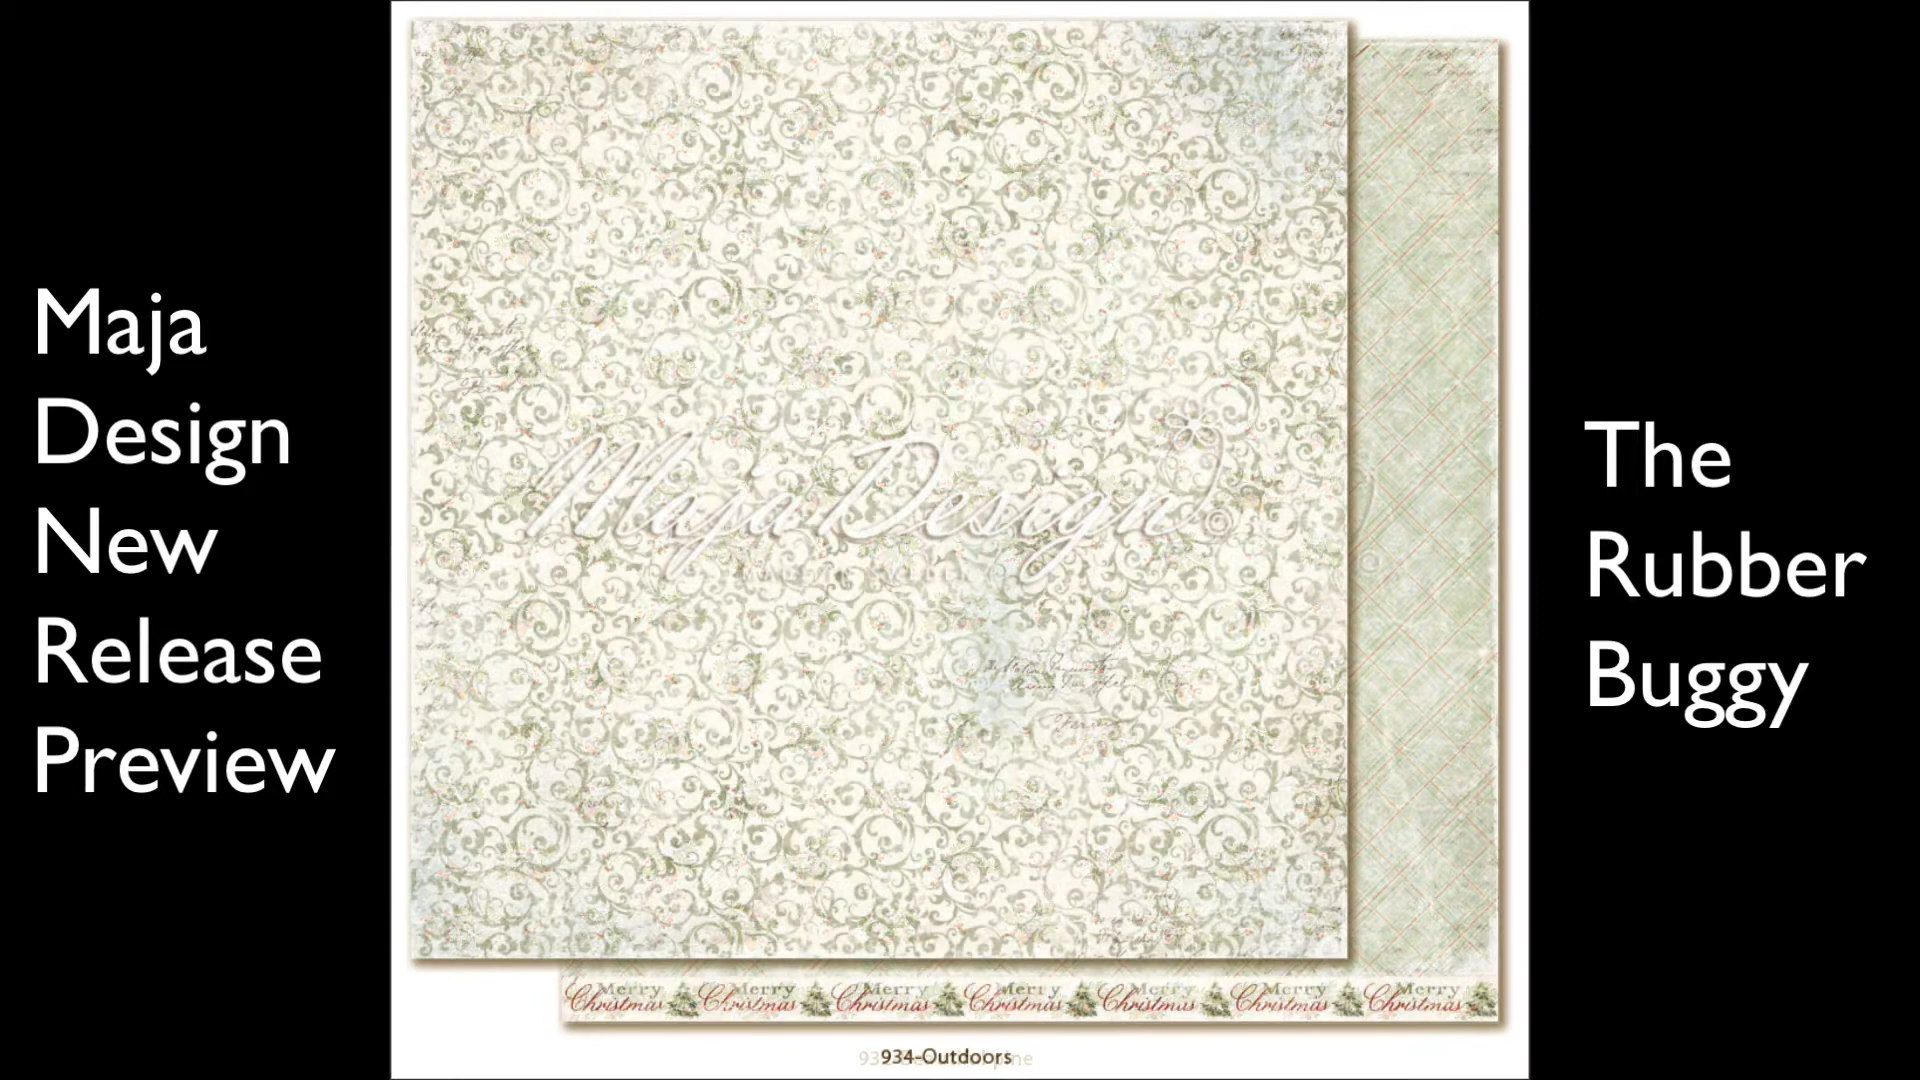 Maja
Design
New
Release
Preview
Maja Design ©
The
Rubber
Buggy
Merry Christmas Merry Christmas Merry Christmas Merry Christmas Merry Christmas Merry Christmas Merry Christmas
934-Outdoors